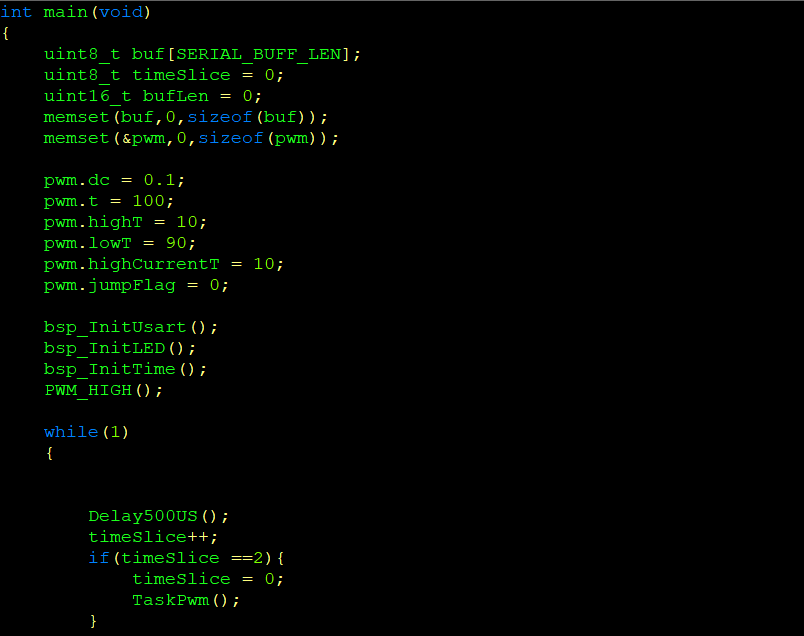 int main(void)
{
    uint8_t buf[SERIAL_BUFF_LEN];
    uint8_t timeSlice = 0;
    uint16_t bufLen = 0;
    memset(buf,0,sizeof(buf));
    memset(&pwm,0,sizeof(pwm));

    pwm.dc = 0.1;
    pwm.t = 100;
    pwm.highT = 10;
    pwm.lowT = 90;
    pwm.highCurrentT = 10;
    pwm.jumpFlag = 0;

    bsp_InitUsart();
    bsp_InitLED();
    bsp_InitTime();
    PWM_HIGH();

    while(1)
    {


        Delay500US();
        timeSlice++;
        if(timeSlice ==2){
            timeSlice = 0;
            TaskPwm();
        }